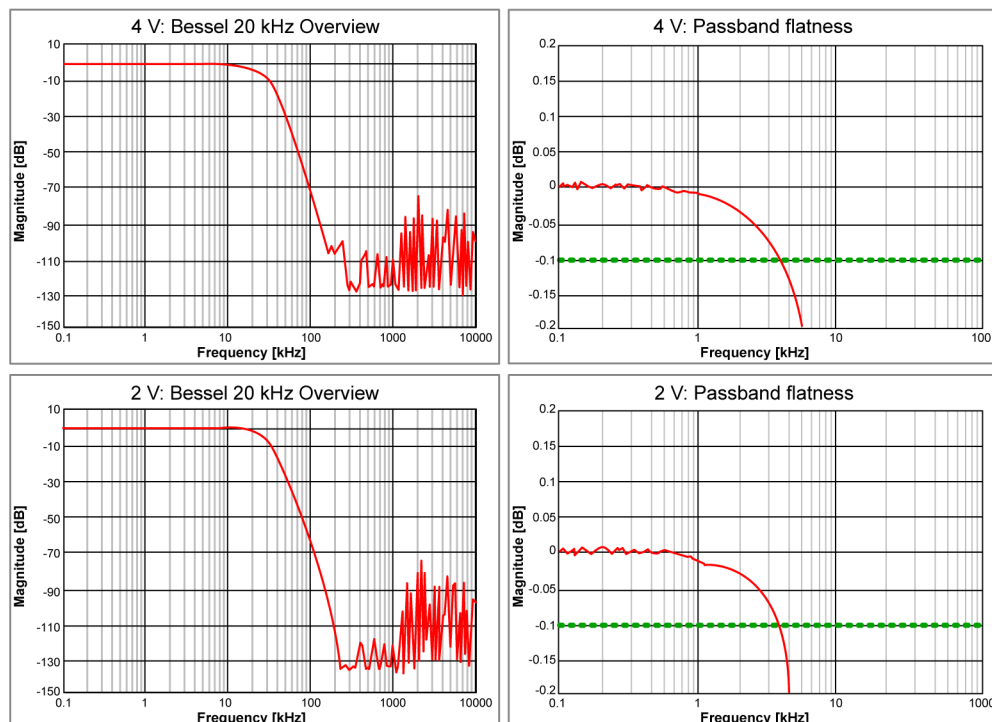 4 V: Bessel 20 kHz Overview
Magnitude [dB]
10
-10
-30
-50
-70
-90
-110
-130
-150
0.1 1 10 100 1000 10000
Frequency [kHz]
4 V: Passband flatness
Magnitude [dB]
0.2
0.15
0.1
0.05
0
-0.05
-0.1
-0.15
-0.2
0.1 1 10 100
Frequency [kHz]
2 V: Bessel 20 kHz Overview
Magnitude [dB]
10
-10
-30
-50
-70
-90
-110
-130
-150
0.1 1 10 100 1000 10000
Frequency [kHz]
2 V: Passband flatness
Magnitude [dB]
0.2
0.15
0.1
0.05
0
-0.05
-0.1
-0.15
-0.2
0.1 1 10 1000
Frequency [kHz]